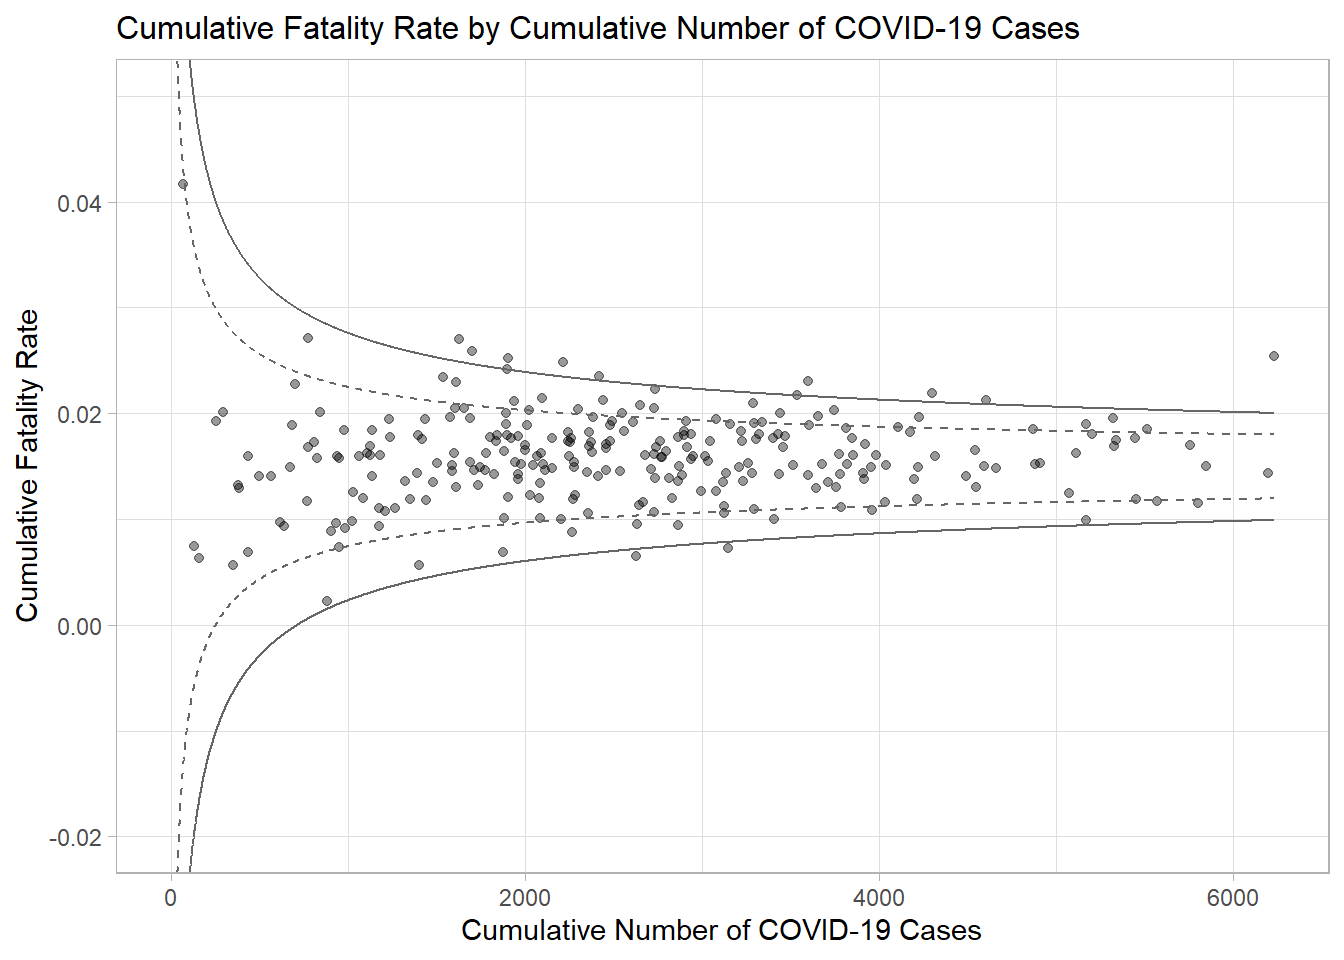 Cumulative Fatality Rate by Cumulative Number of COVID-19 Cases
Cumulative Fatality Rate
0.04
0.02
0.00
-0.02
0 2000 4000 6000
Cumulative Number of COVID-19 Cases